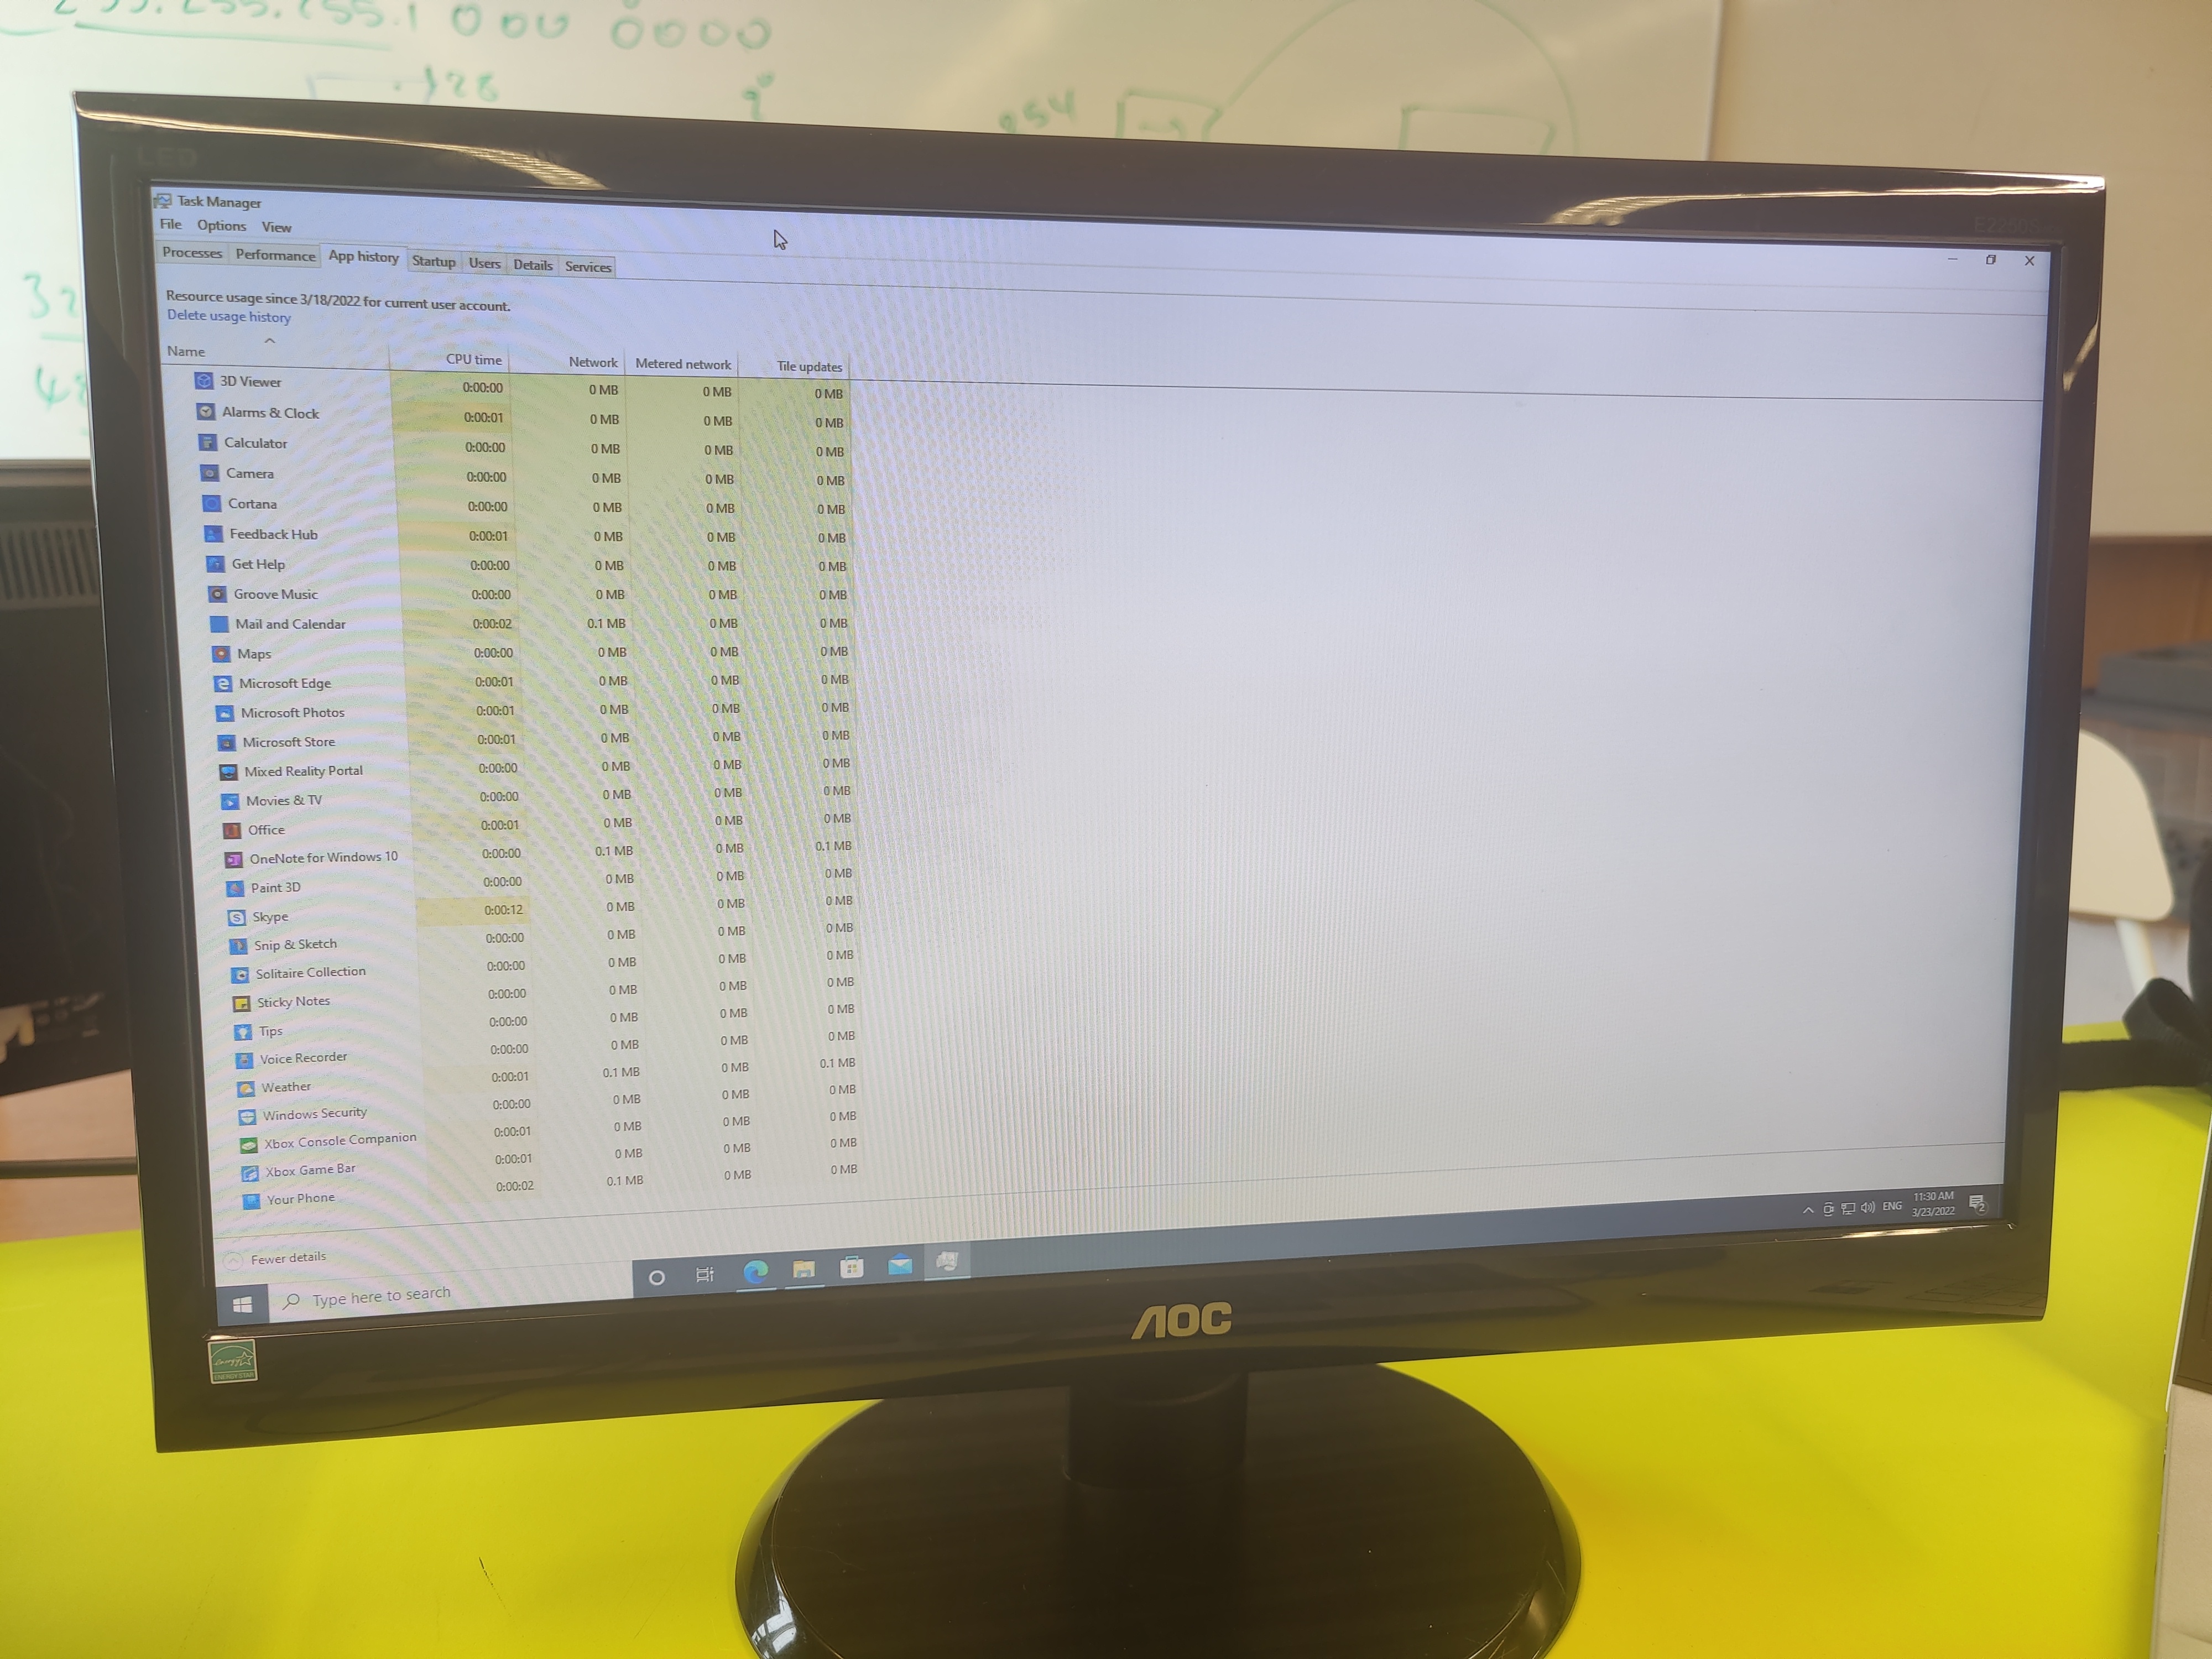 255.255.255.1 000 0000
128
254
32
LED
E2250S
Task Manager
File Options View
Processes Performance App history Startup Users Details Services
Resource usage since 3/18/2022 for current user account.
Delete usage history
Name CPU time Network Metered network Tile updates
3D Viewer 0:00:00 0 MB 0 MB 0 MB
Alarms & Clock 0:00:01 0 MB 0 MB 0 MB
Calculator 0:00:00 0 MB 0 MB 0 MB
Camera 0:00:00 0 MB 0 MB 0 MB
Cortana 0:00:00 0 MB 0 MB 0 MB
Feedback Hub 0:00:01 0 MB 0 MB 0 MB
Get Help 0:00:00 0 MB 0 MB 0 MB
Groove Music 0:00:00 0 MB 0 MB 0 MB
Mail and Calendar 0:00:02 0.1 MB 0 MB 0 MB
Maps 0:00:00 0 MB 0 MB 0 MB
Microsoft Edge 0:00:01 0 MB 0 MB 0 MB
Microsoft Photos 0:00:01 0 MB 0 MB 0 MB
Microsoft Store 0:00:01 0 MB 0 MB 0 MB
Mixed Reality Portal 0:00:00 0 MB 0 MB 0 MB
Movies & TV 0:00:00 0 MB 0 MB 0 MB
Office 0:00:01 0 MB 0 MB 0 MB
OneNote for Windows 10 0:00:00 0.1 MB 0 MB 0.1 MB
Paint 3D 0:00:00 0 MB 0 MB 0 MB
Skype 0:00:12 0 MB 0 MB 0 MB
Snip & Sketch 0:00:00 0 MB 0 MB 0 MB
Solitaire Collection 0:00:00 0 MB 0 MB 0 MB
Sticky Notes 0:00:00 0 MB 0 MB 0 MB
Tips 0:00:00 0 MB 0 MB 0 MB
Voice Recorder 0:00:00 0 MB 0 MB 0 MB
Weather 0:00:01 0.1 MB 0 MB 0.1 MB
Windows Security 0:00:00 0 MB 0 MB 0 MB
Xbox Console Companion 0:00:01 0 MB 0 MB 0 MB
Xbox Game Bar 0:00:01 0 MB 0 MB 0 MB
Your Phone 0:00:02 0.1 MB 0 MB 0 MB
Fewer details
Type here to search
ENG
11:30 AM
3/23/2022
2
AOC
ENERGY STAR